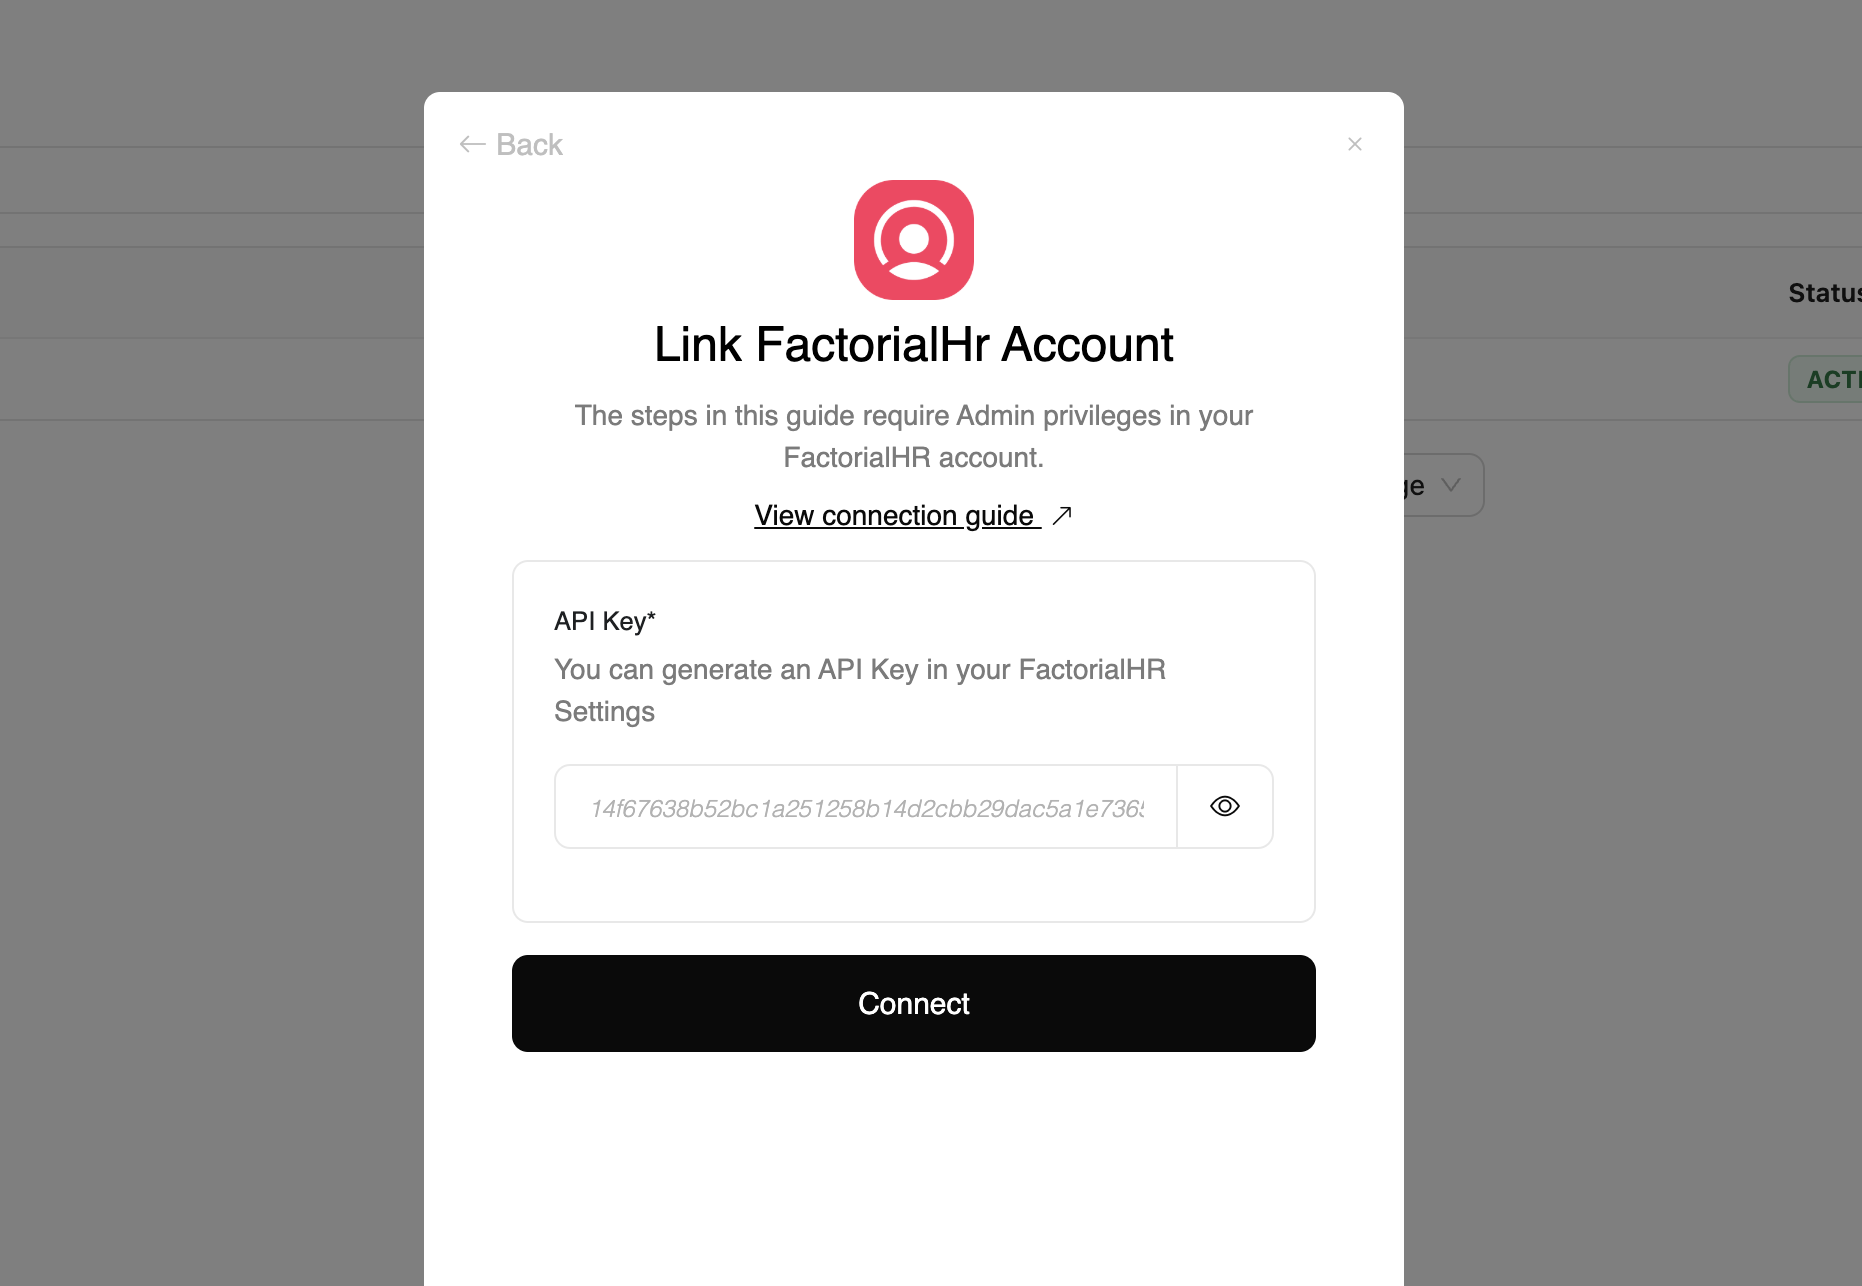 Back
Link FactorialHr Account
The steps in this guide require Admin privileges in your
FactorialHR account.
View connection guide
API Key*
You can generate an API Key in your FactorialHR
Settings
14f67638b52bc1a251258b14d2cbb29dac5a1e736
Connect
Status
ACTI
ge